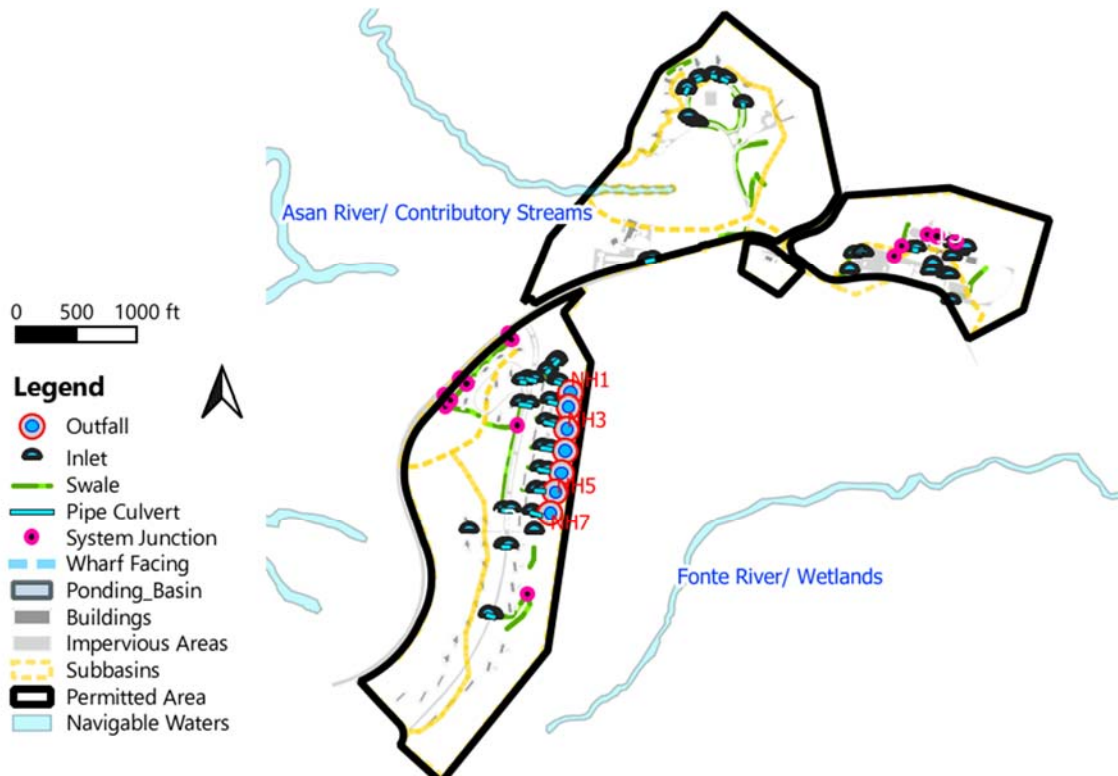 Asan River/ Contributory Streams
0 500 1000 ft
Legend
Outfall
Inlet
Swale
Pipe Culvert
System Junction
Wharf Facing
Ponding_Basin
Buildings
Impervious Areas
Subbasins
Permitted Area
Navigable Waters
NH1
NH3
NH5
NH7
Fonte River/ Wetlands